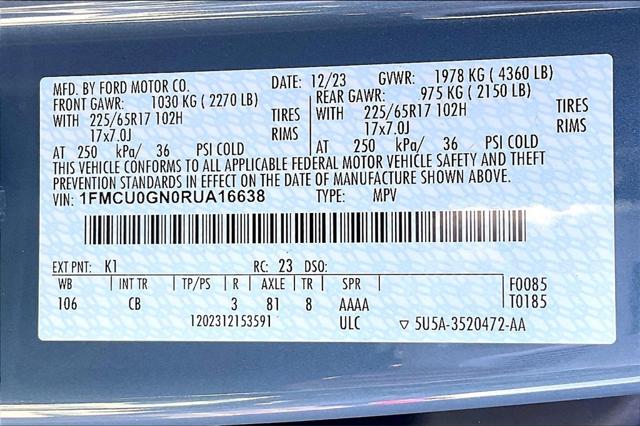 MFD. BY FORD MOTOR CO. DATE: 12/23 GVWR: 1978 KG ( 4360 LB)
FRONT GAWR: 1030 KG ( 2270 LB) REAR GAWR: 975 KG ( 2150 LB)
WITH 225/65R17 102H TIRES WITH 225/65R17 102H TIRES
17x7.0J RIMS 17x7.0J RIMS
AT 250 kPa/ 36 PSI COLD AT 250 kPa/ 36 PSI COLD
THIS VEHICLE CONFORMS TO ALL APPLICABLE FEDERAL MOTOR VEHICLE SAFETY AND THEFT
PREVENTION STANDARDS IN EFFECT ON THE DATE OF MANUFACTURE SHOWN ABOVE.
VIN: 1FMCU0GN0RUA16638 TYPE: MPV
EXT PNT: K1 RC: 23 DSO:
WB INT TR TP/PS R AXLE TR SPR F0085
106 CB 3 81 8 AAAA T0185
1202312153591 ULC ▽ 5U5A-3520472-AA